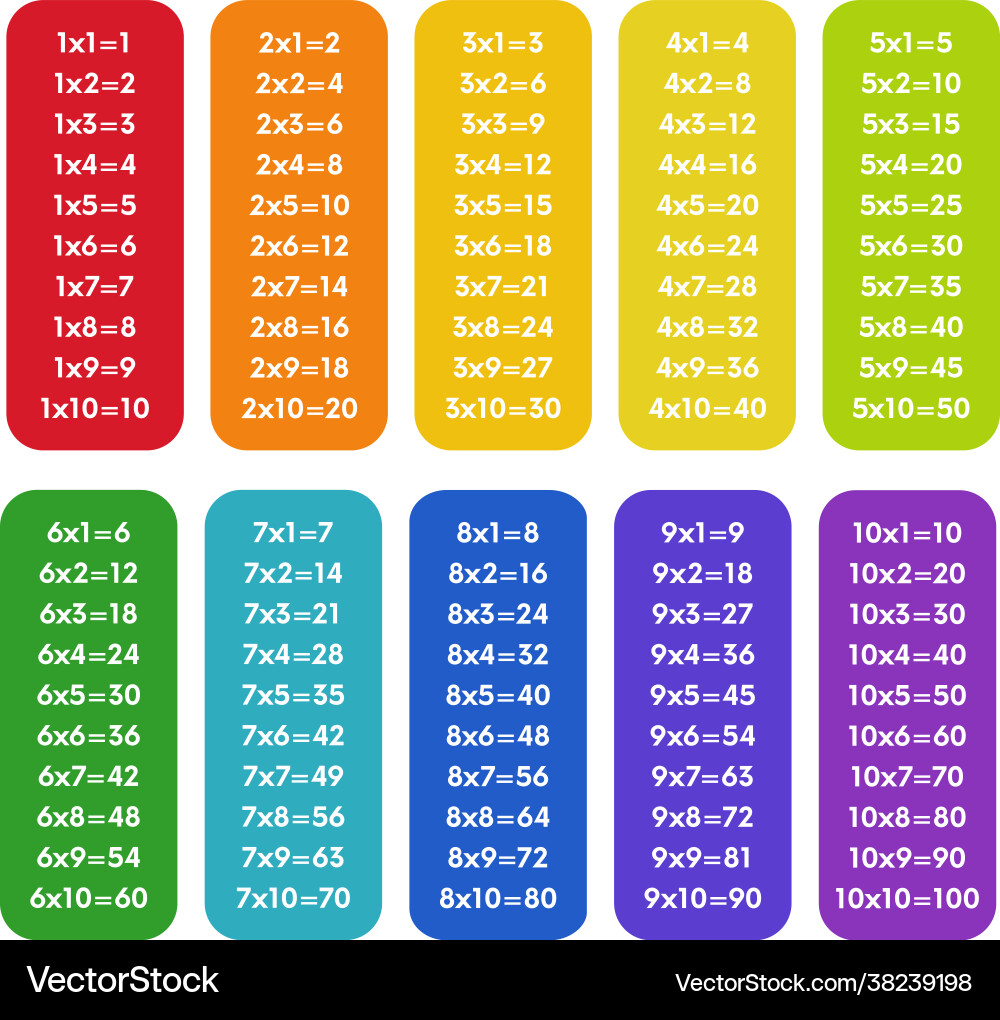 1x1=1
1x2=2
1x3=3
1x4=4
1x5=5
1x6=6
1x7=7
1x8=8
1x9=9
1x10=10
2x1=2
2x2=4
2x3=6
2x4=8
2x5=10
2x6=12
2x7=14
2x8=16
2x9=18
2x10=20
3x1=3
3x2=6
3x3=9
3x4=12
3x5=15
3x6=18
3x7=21
3x8=24
3x9=27
3x10=30
4x1=4
4x2=8
4x3=12
4x4=16
4x5=20
4x6=24
4x7=28
4x8=32
4x9=36
4x10=40
5x1=5
5x2=10
5x3=15
5x4=20
5x5=25
5x6=30
5x7=35
5x8=40
5x9=45
5x10=50
6x1=6
6x2=12
6x3=18
6x4=24
6x5=30
6x6=36
6x7=42
6x8=48
6x9=54
6x10=60
7x1=7
7x2=14
7x3=21
7x4=28
7x5=35
7x6=42
7x7=49
7x8=56
7x9=63
7x10=70
8x1=8
8x2=16
8x3=24
8x4=32
8x5=40
8x6=48
8x7=56
8x8=64
8x9=72
8x10=80
9x1=9
9x2=18
9x3=27
9x4=36
9x5=45
9x6=54
9x7=63
9x8=72
9x9=81
9x10=90
10x1=10
10x2=20
10x3=30
10x4=40
10x5=50
10x6=60
10x7=70
10x8=80
10x9=90
10x10=100
VectorStock
VectorStock.com/38239198